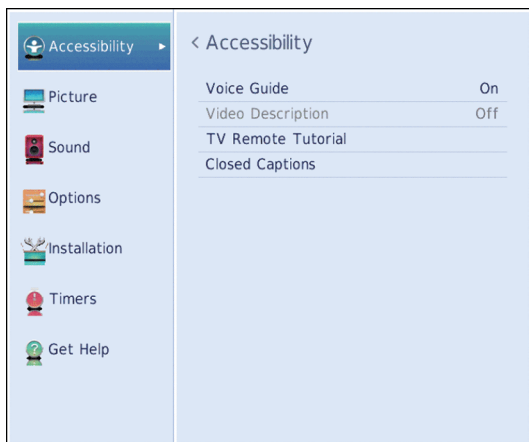 Accessibility
Picture
Sound
Options
Installation
Timers
Get Help
< Accessibility
Voice Guide On
Video Description Off
TV Remote Tutorial
Closed Captions